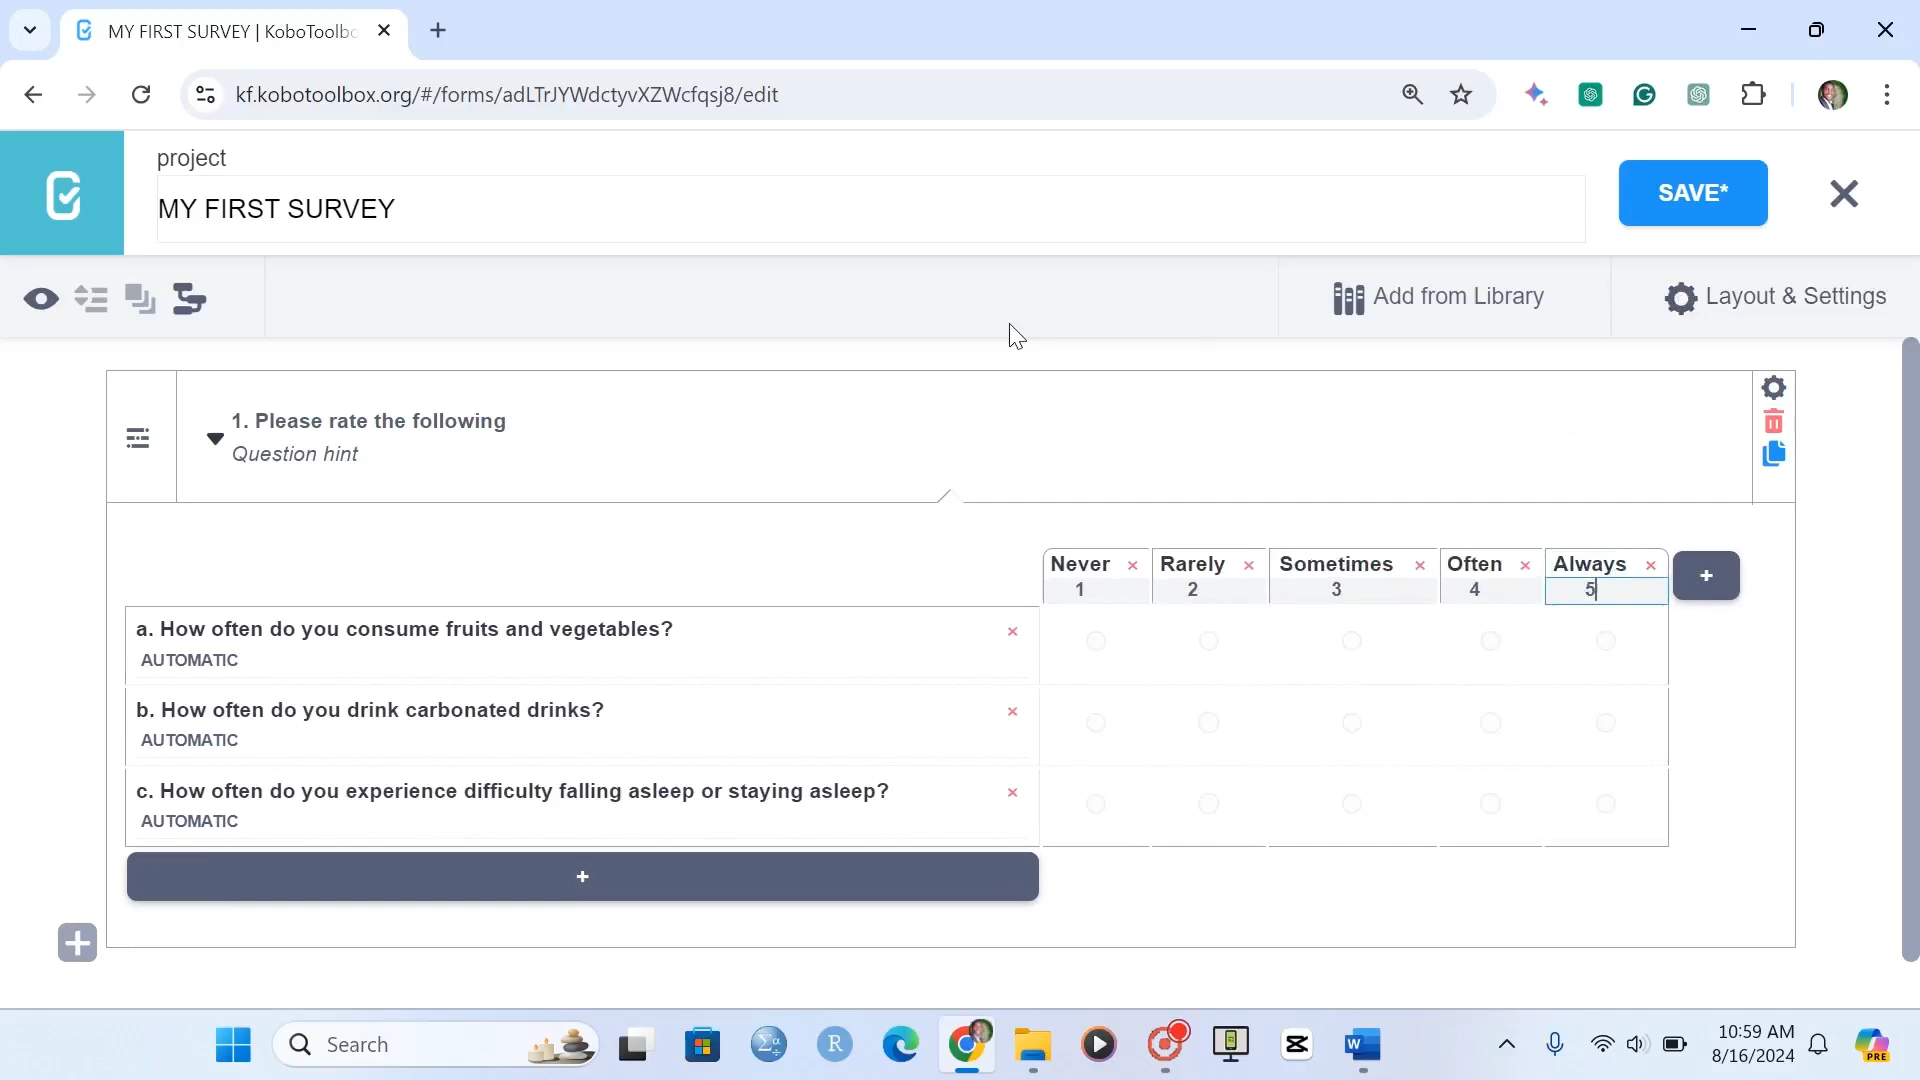 MY FIRST SURVEY | KoboToolbo
kf.kobotoolbox.org/#/forms/adLTrJYWdctyvXZWcfqsj8/edit
project
MY FIRST SURVEY
SAVE*
Add from Library
Layout & Settings
1. Please rate the following
Question hint
Never × Rarely × Sometimes × Often × Always ×
1 2 3 4 5
+
a. How often do you consume fruits and vegetables? ×
AUTOMATIC
b. How often do you drink carbonated drinks? ×
AUTOMATIC
c. How often do you experience difficulty falling asleep or staying asleep? ×
AUTOMATIC
+
Search
10:59 AM
8/16/2024
PRE